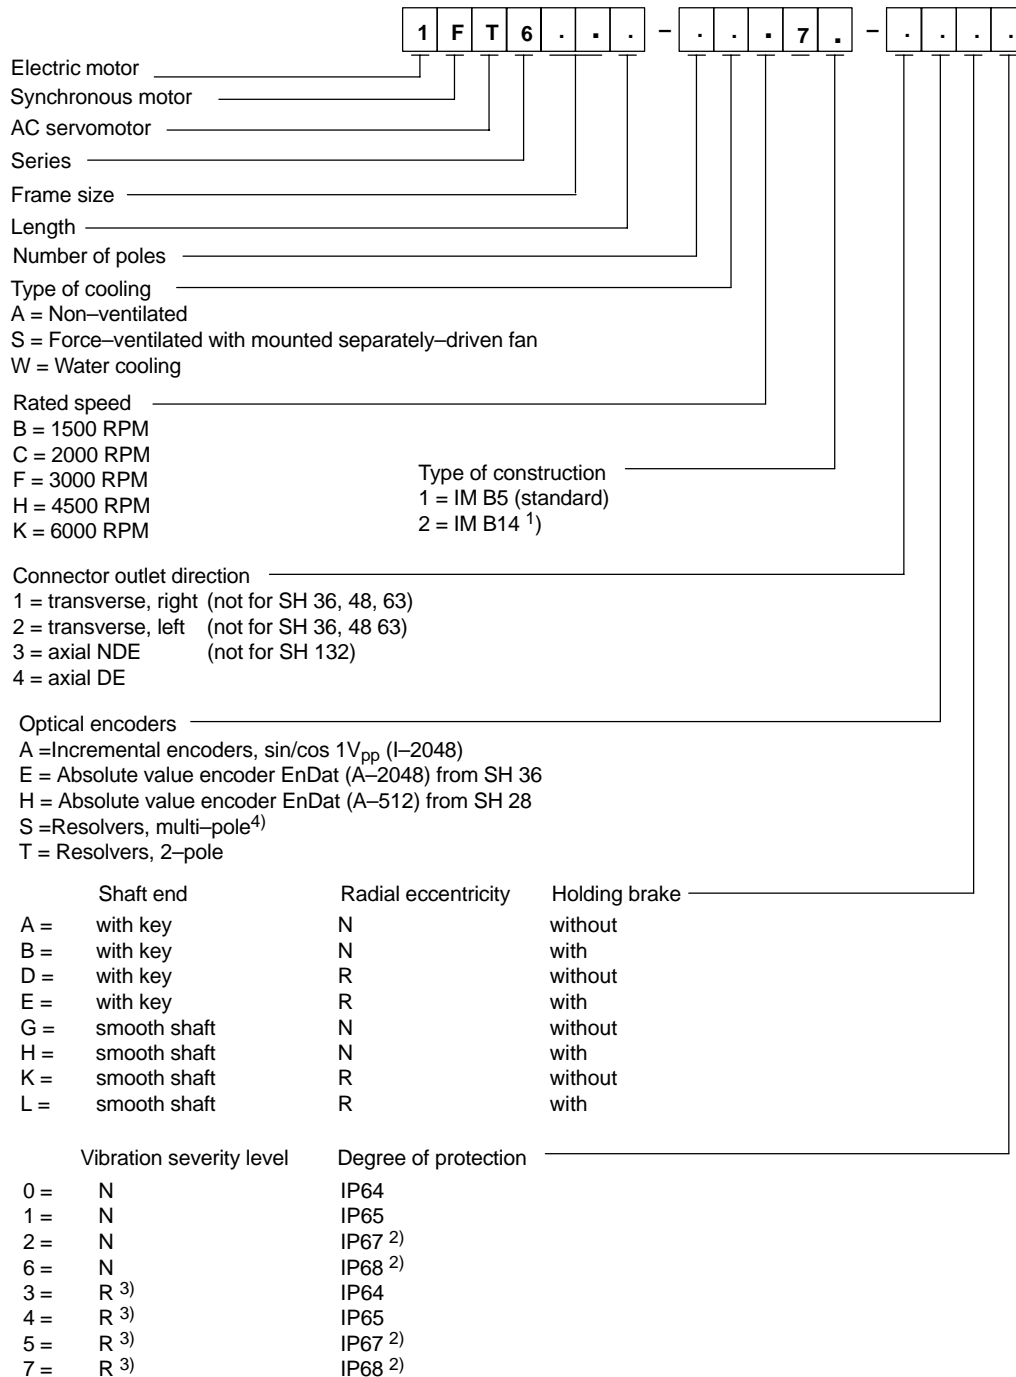 1 F T 6 . . . – . . . 7 . – . . . .
Electric motor
Synchronous motor
AC servomotor
Series
Frame size
Length
Number of poles
Type of cooling
A = Non–ventilated
S = Force–ventilated with mounted separately–driven fan
W = Water cooling
Rated speed
B = 1500 RPM
C = 2000 RPM
F = 3000 RPM
H = 4500 RPM
K = 6000 RPM
Type of construction
1 = IM B5 (standard)
2 = IM B14 1)
Connector outlet direction
1 = transverse, right (not for SH 36, 48, 63)
2 = transverse, left (not for SH 36, 48 63)
3 = axial NDE (not for SH 132)
4 = axial DE
Optical encoders
A =Incremental encoders, sin/cos 1Vpp (I–2048)
E = Absolute value encoder EnDat (A–2048) from SH 36
H = Absolute value encoder EnDat (A–512) from SH 28
S =Resolvers, multi–pole4)
T = Resolvers, 2–pole
Shaft end Radial eccentricity Holding brake
A = with key N without
B = with key N with
D = with key R without
E = with key R with
G = smooth shaft N without
H = smooth shaft N with
K = smooth shaft R without
L = smooth shaft R with
Vibration severity level Degree of protection
0 = N IP64
1 = N IP65
2 = N IP67 2)
6 = N IP68 2)
3 = R 3) IP64
4 = R 3) IP65
5 = R 3) IP67 2)
7 = R 3) IP68 2)